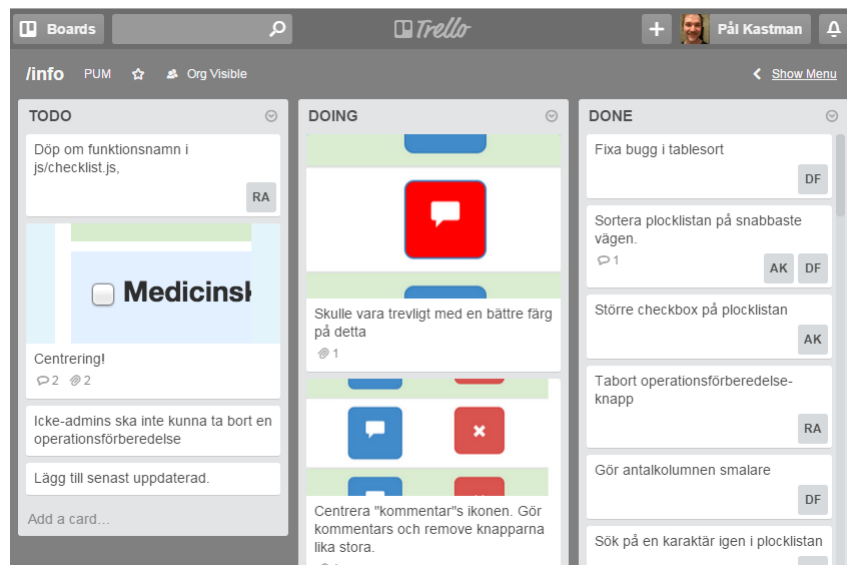 Boards
Trello
Pål Kastman
/info PUM Org Visible
Show Menu
TODO
Döp om funktionsnamn i
js/checklist.js,
RA
Medicinsk
Centrering!
2 2
Icke-admins ska inte kunna ta bort en
operationsförberedelse
Lägg till senast uppdaterad.
Add a card...
DOING
Skulle vara trevligt med en bättre färg
på detta
1
Centrera "kommentar"s ikonen. Gör
kommentars och remove knapparna
lika stora.
DONE
Fixa bugg i tablesort
DF
Sortera plocklistan på snabbaste
vägen.
1
AK DF
Större checkbox på plocklistan
AK
Tabort operationsförberedelse-
knapp
RA
Gör antalkolumnen smalare
DF
Sök på en karaktär igen i plocklistan